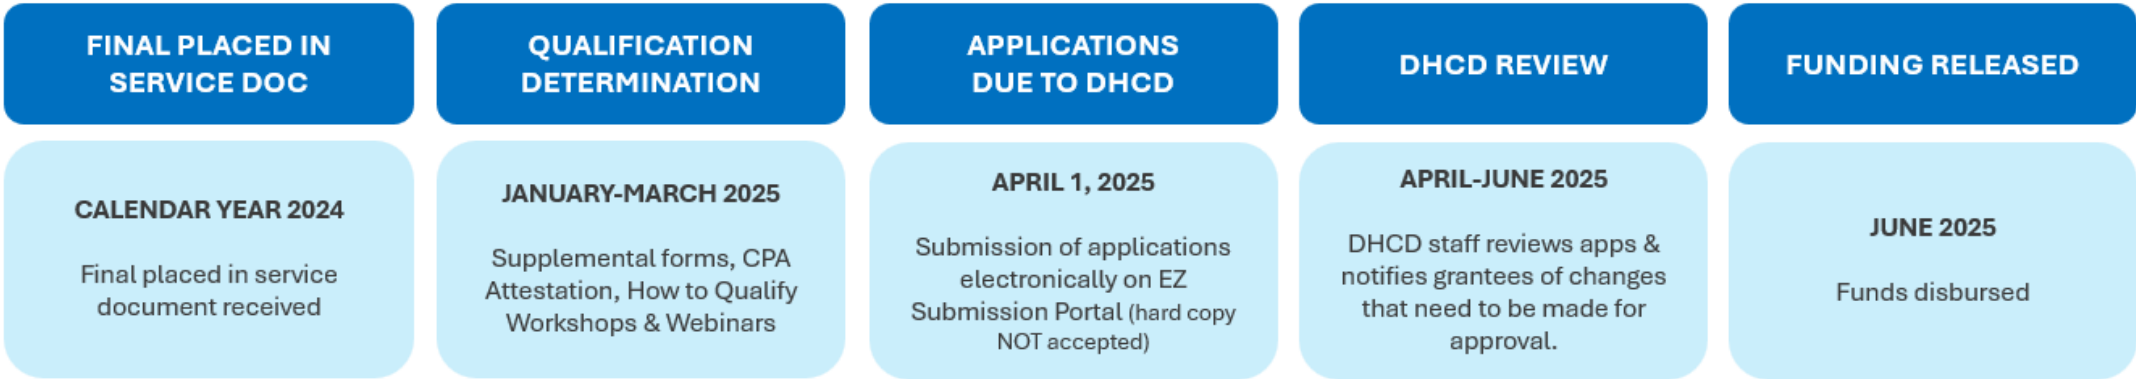 FINAL PLACED IN
SERVICE DOC
CALENDAR YEAR 2024
Final placed in service
document received
QUALIFICATION
DETERMINATION
JANUARY-MARCH 2025
Supplemental forms, CPA
Attestation, How to Qualify
Workshops & Webinars
APPLICATIONS
DUE TO DHCD
APRIL 1, 2025
Submission of applications
electronically on EZ
Submission Portal (hard copy
NOT accepted)
DHCD REVIEW
APRIL-JUNE 2025
DHCD staff reviews apps &
notifies grantees of changes
that need to be made for
approval.
FUNDING RELEASED
JUNE 2025
Funds disbursed